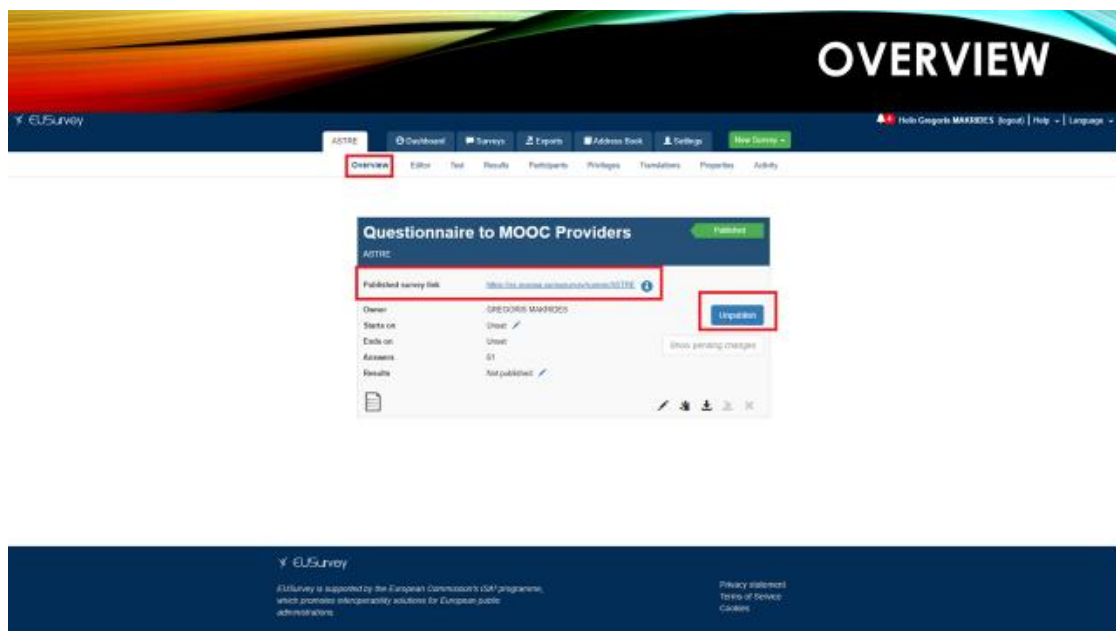 OVERVIEW
EUSurvey
Hello Gregoris MAKRIDES (logout) | Help | Language
ASTRE Dashboard Surveys Exports Address Book Settings New Survey
Overview Editor Test Results Participants Privileges Translations Properties Activity
Questionnaire to MOOC Providers
Published
ASTRE
Published survey link
Owner GREGORIS MAKRIDES
Unpublish
Starts on Unset
Ends on Unset
Show pending changes
Answers 61
Results Not published
EUSurvey
EUSurvey is supported by the European Commission's ISA² programme,
which promotes interoperability solutions for European public
administrations.
Privacy statement
Terms of Service
Cookies